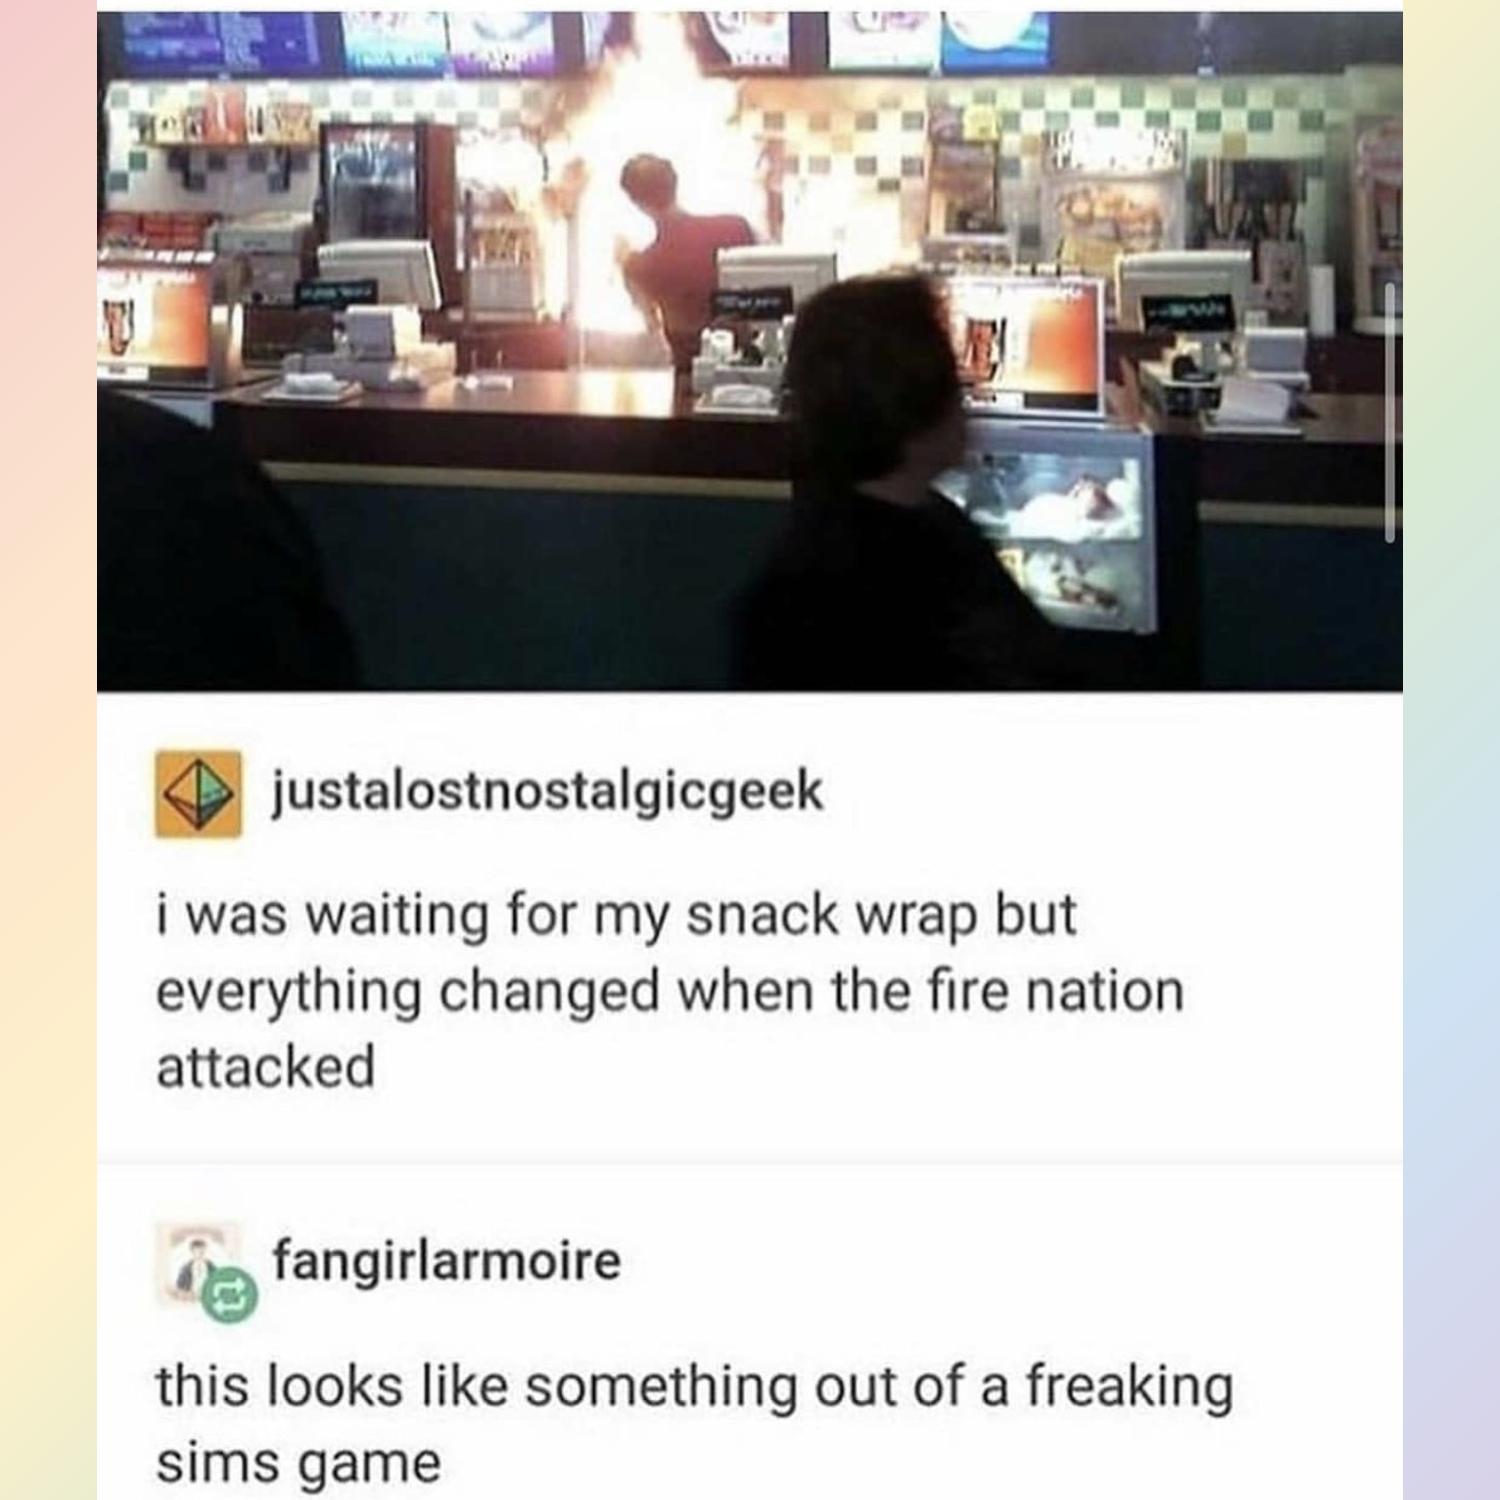 justalostnostalgicgeek
i was waiting for my snack wrap but
everything changed when the fire nation
attacked
fangirlarmoire
this looks like something out of a freaking
sims game